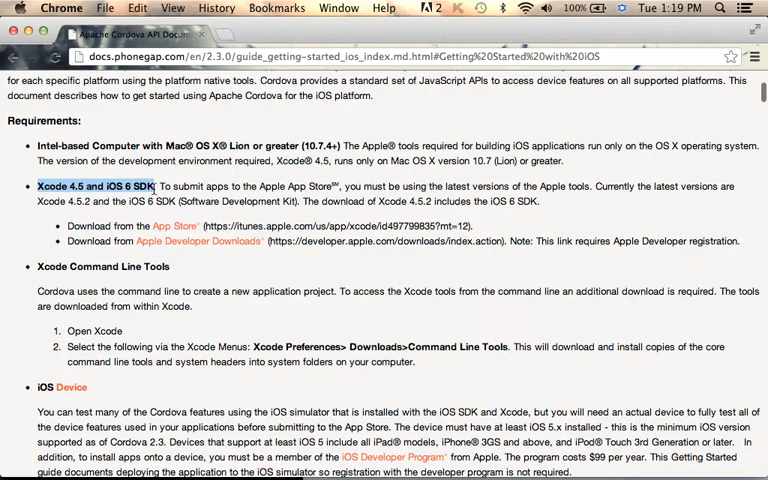 Chrome File Edit View History Bookmarks Window Help 2 100% Tue 1:19 PM
Apache Cordova API Docume
docs.phonegap.com/en/2.3.0/guide_getting-started_ios_index.md.html#Getting%20Started%20with%20iOS
for each specific platform using the platform native tools. Cordova provides a standard set of JavaScript APIs to access device features on all supported platforms. This
document describes how to get started using Apache Cordova for the iOS platform.
Requirements:
• Intel-based Computer with Mac® OS X® Lion or greater (10.7.4+) The Apple® tools required for building iOS applications run only on the OS X operating system.
The version of the development environment required, Xcode® 4.5, runs only on Mac OS X version 10.7 (Lion) or greater.
• Xcode 4.5 and iOS 6 SDK To submit apps to the Apple App Store℠, you must be using the latest versions of the Apple tools. Currently the latest versions are
Xcode 4.5.2 and the iOS 6 SDK (Software Development Kit). The download of Xcode 4.5.2 includes the iOS 6 SDK.
• Download from the App Store (https://itunes.apple.com/us/app/xcode/id497799835?mt=12).
• Download from Apple Developer Downloads (https://developer.apple.com/downloads/index.action). Note: This link requires Apple Developer registration.
• Xcode Command Line Tools
Cordova uses the command line to create a new application project. To access the Xcode tools from the command line an additional download is required. The tools
are downloaded from within Xcode.
1. Open Xcode
2. Select the following via the Xcode Menus: Xcode Preferences> Downloads>Command Line Tools. This will download and install copies of the core
command line tools and system headers into system folders on your computer.
• iOS Device
You can test many of the Cordova features using the iOS simulator that is installed with the iOS SDK and Xcode, but you will need an actual device to fully test all of
the device features used in your applications before submitting to the App Store. The device must have at least iOS 5.x installed - this is the minimum iOS version
supported as of Cordova 2.3. Devices that support at least iOS 5 include all iPad® models, iPhone® 3GS and above, and iPod® Touch 3rd Generation or later. In
addition, to install apps onto a device, you must be a member of the iOS Developer Program from Apple. The program costs $99 per year. This Getting Started
guide documents deploying the application to the iOS simulator so registration with the developer program is not required.